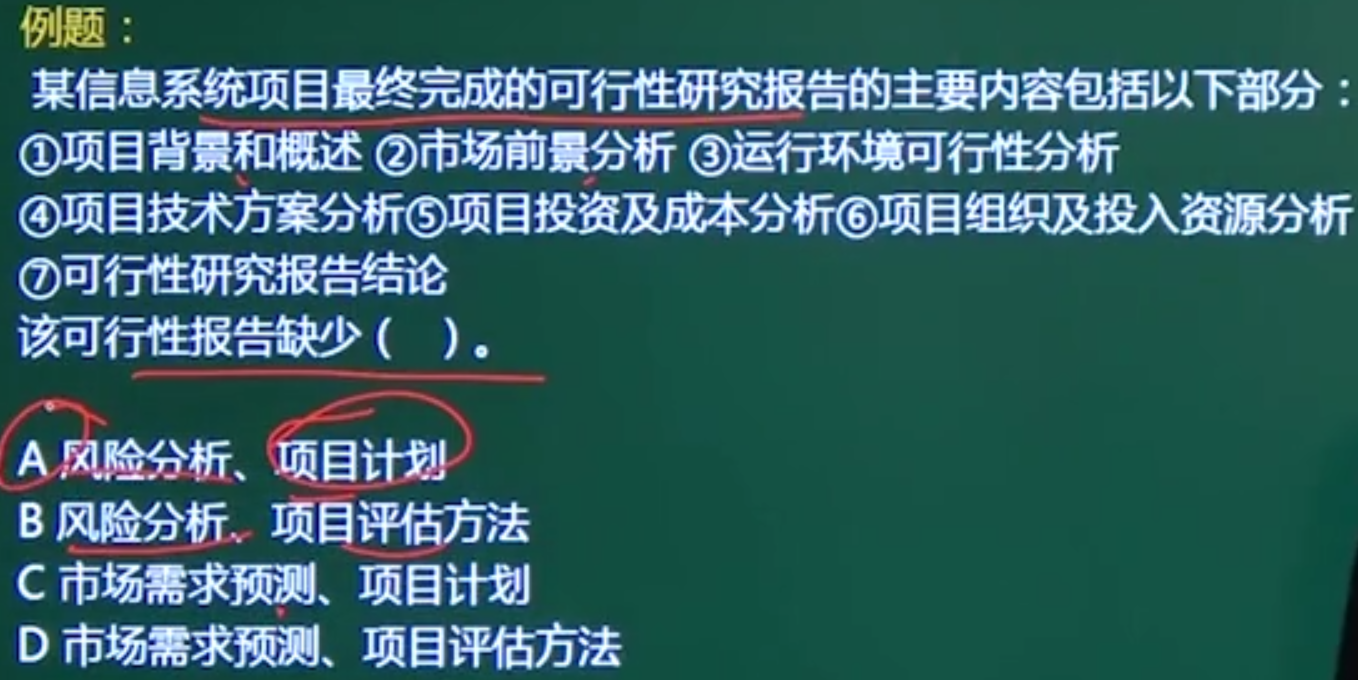 例题：
某信息系统项目最终完成的可行性研究报告的主要内容包括以下部分：
①项目背景和概述 ②市场前景分析 ③运行环境可行性分析
④项目技术方案分析⑤项目投资及成本分析⑥项目组织及投入资源分析
⑦可行性研究报告结论
该可行性报告缺少（ ）。
A 风险分析、项目计划
B 风险分析、项目评估方法
C 市场需求预测、项目计划
D 市场需求预测、项目评估方法